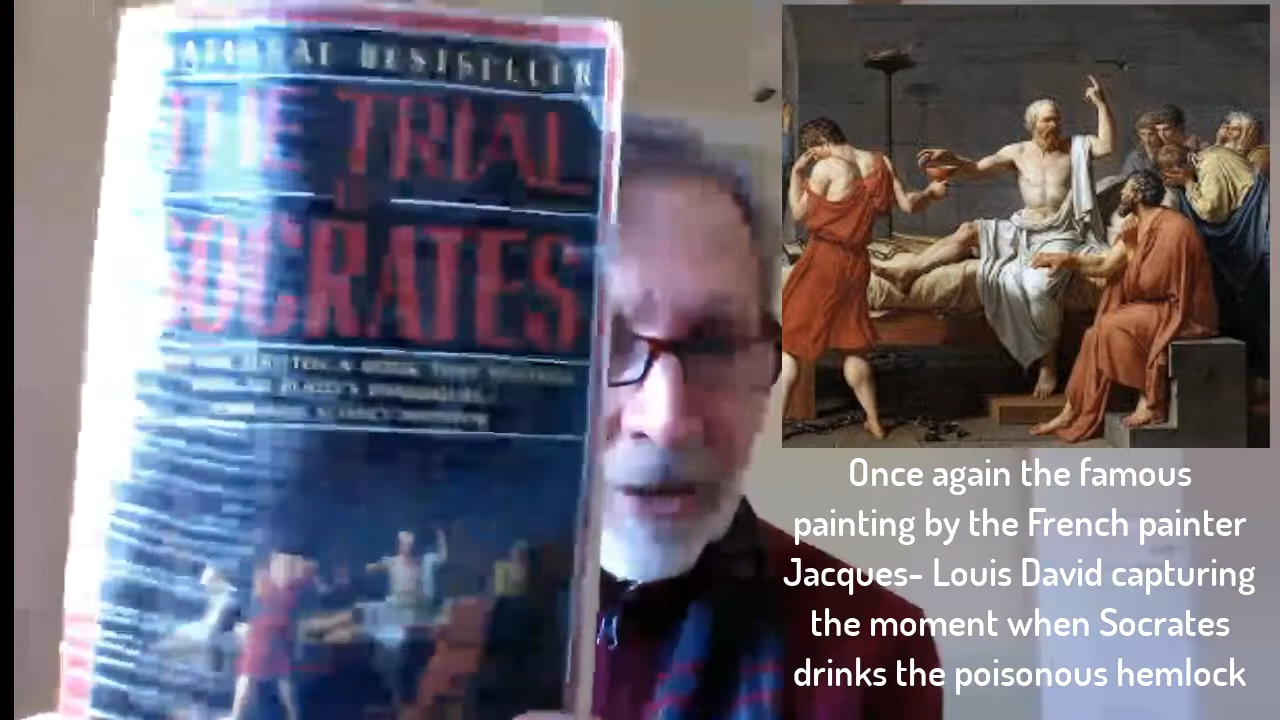 NATIONAL BESTSELLER
THE TRIAL
OF
SOCRATES
Once again the famous
painting by the French painter
Jacques- Louis David capturing
the moment when Socrates
drinks the poisonous hemlock